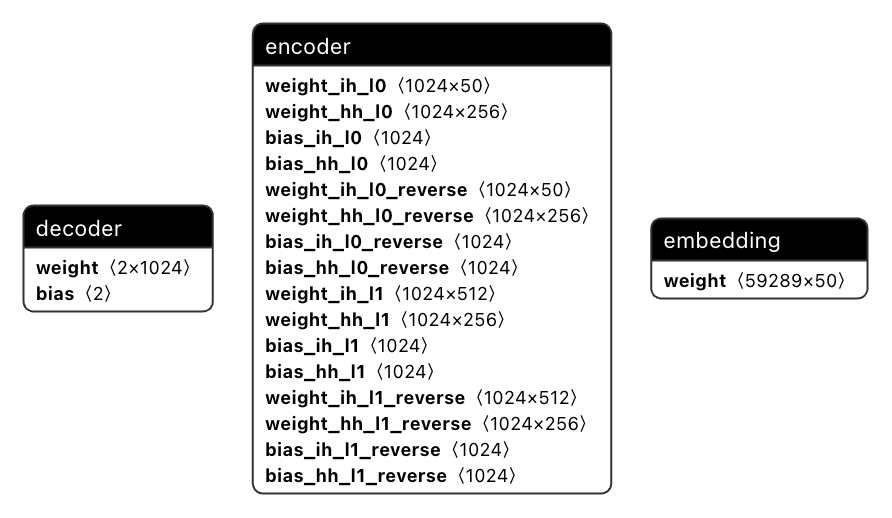 decoder
weight 〈2×1024〉
bias 〈2〉
encoder
weight_ih_l0 〈1024×50〉
weight_hh_l0 〈1024×256〉
bias_ih_l0 〈1024〉
bias_hh_l0 〈1024〉
weight_ih_l0_reverse 〈1024×50〉
weight_hh_l0_reverse 〈1024×256〉
bias_ih_l0_reverse 〈1024〉
bias_hh_l0_reverse 〈1024〉
weight_ih_l1 〈1024×512〉
weight_hh_l1 〈1024×256〉
bias_ih_l1 〈1024〉
bias_hh_l1 〈1024〉
weight_ih_l1_reverse 〈1024×512〉
weight_hh_l1_reverse 〈1024×256〉
bias_ih_l1_reverse 〈1024〉
bias_hh_l1_reverse 〈1024〉
embedding
weight 〈59289×50〉